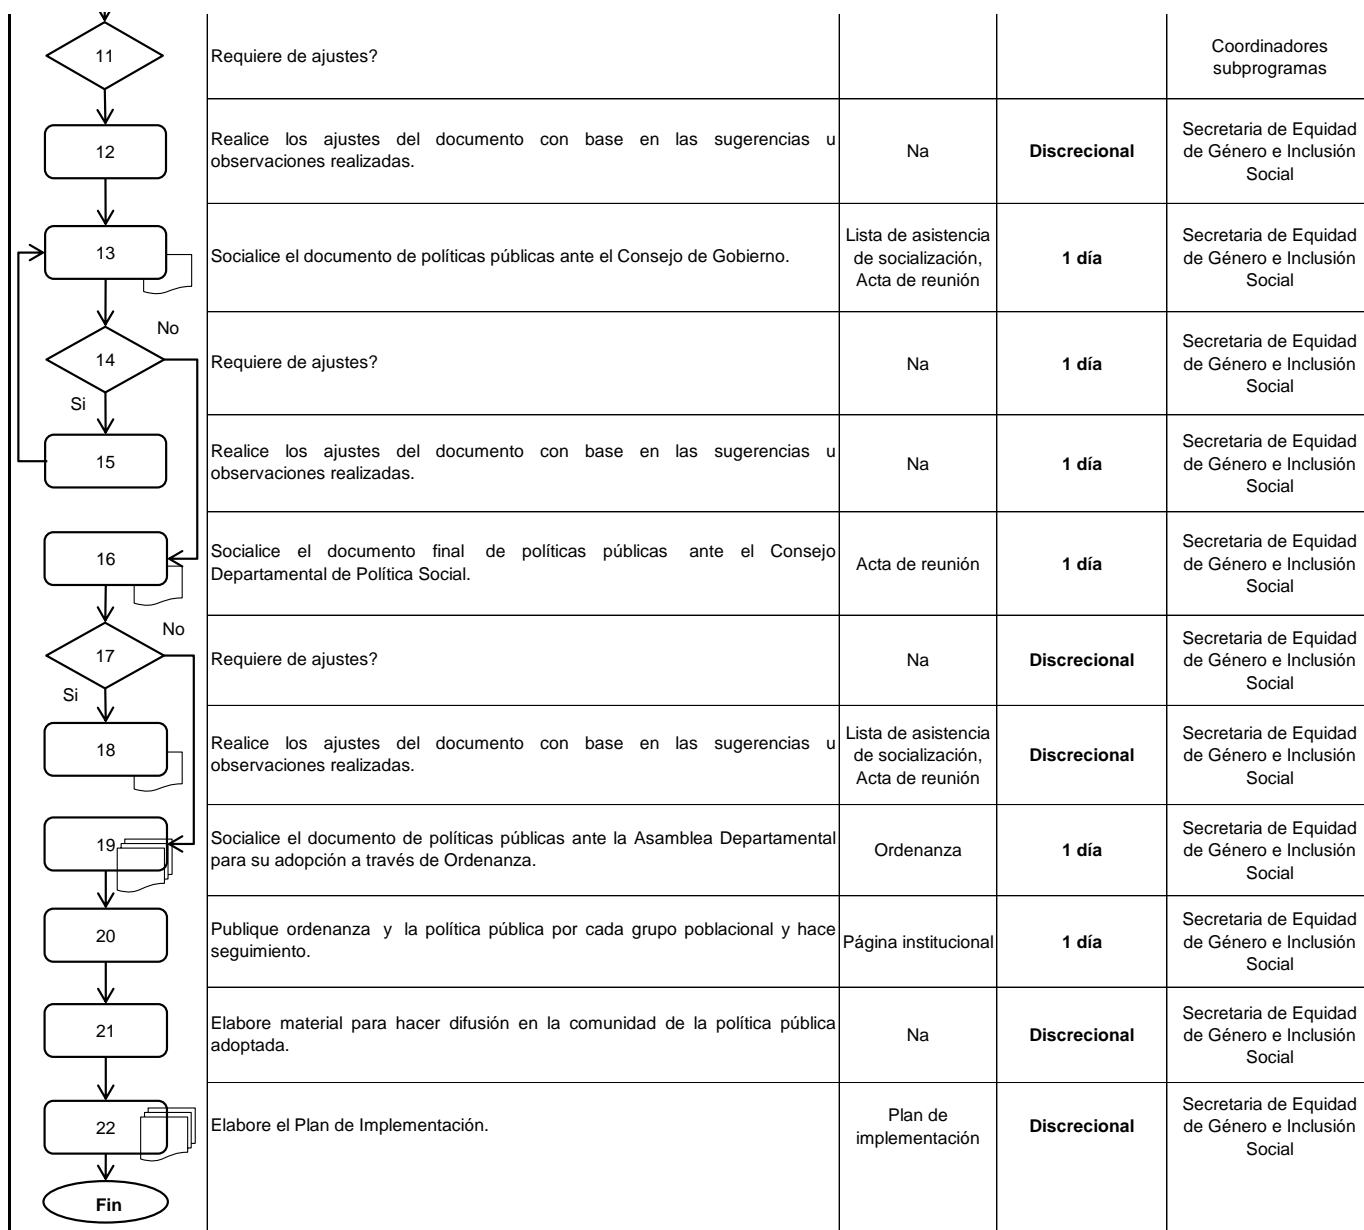 11
Requiere de ajustes?
Coordinadores
subprogramas
12
Realice los ajustes del documento con base en las sugerencias u
observaciones realizadas.
Na
Discrecional
Secretaria de Equidad
de Género e Inclusión
Social
13
Socialice el documento de políticas públicas ante el Consejo de Gobierno.
Lista de asistencia
de socialización,
Acta de reunión
1 día
Secretaria de Equidad
de Género e Inclusión
Social
No
14
Si
Requiere de ajustes?
Na
1 día
Secretaria de Equidad
de Género e Inclusión
Social
15
Realice los ajustes del documento con base en las sugerencias u
observaciones realizadas.
Na
1 día
Secretaria de Equidad
de Género e Inclusión
Social
16
Socialice el documento final de políticas públicas ante el Consejo
Departamental de Política Social.
Acta de reunión
1 día
Secretaria de Equidad
de Género e Inclusión
Social
No
17
Si
Requiere de ajustes?
Na
Discrecional
Secretaria de Equidad
de Género e Inclusión
Social
18
Realice los ajustes del documento con base en las sugerencias u
observaciones realizadas.
Lista de asistencia
de socialización,
Acta de reunión
Discrecional
Secretaria de Equidad
de Género e Inclusión
Social
19
Socialice el documento de políticas públicas ante la Asamblea Departamental
para su adopción a través de Ordenanza.
Ordenanza
1 día
Secretaria de Equidad
de Género e Inclusión
Social
20
Publique ordenanza y la política pública por cada grupo poblacional y hace
seguimiento.
Página institucional
1 día
Secretaria de Equidad
de Género e Inclusión
Social
21
Elabore material para hacer difusión en la comunidad de la política pública
adoptada.
Na
Discrecional
Secretaria de Equidad
de Género e Inclusión
Social
22
Elabore el Plan de Implementación.
Plan de
implementación
Discrecional
Secretaria de Equidad
de Género e Inclusión
Social
Fin